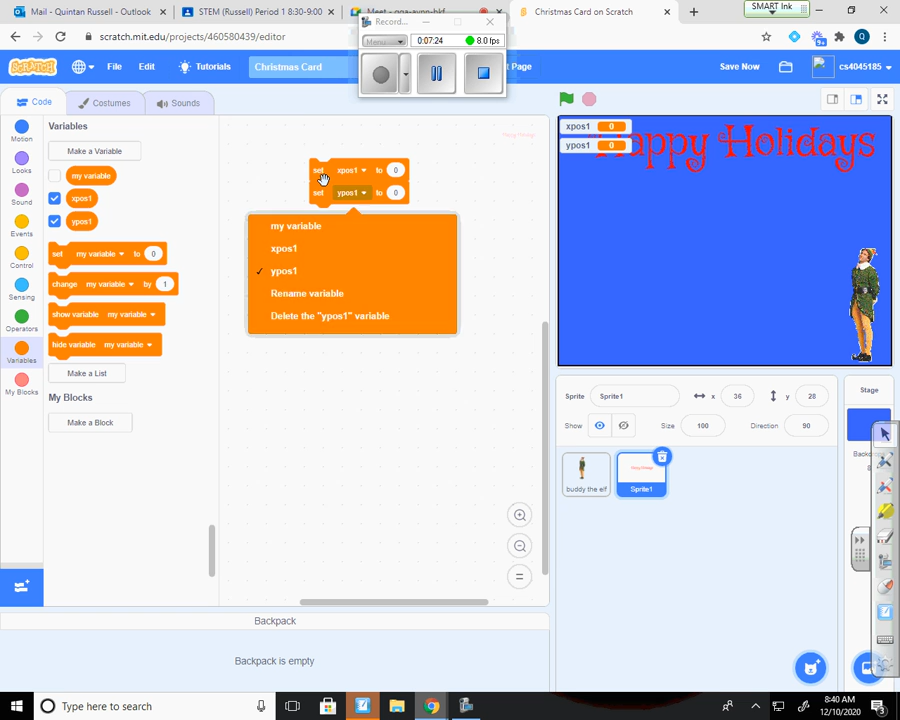 Mail - Quintan Russell - Outlook
STEM (Russell) Period 1 8:30-9:00
Christmas Card on Scratch
SMART Ink
Record...
Menu
0:07:24
8.0 fps
scratch.mit.edu/projects/460580439/editor
SCRATCH
File
Edit
Tutorials
Christmas Card
t Page
Save Now
cs4045185
Code
Costumes
Sounds
Motion
Looks
Sound
Events
Control
Sensing
Operators
Variables
My Blocks
Variables
Make a Variable
my variable
xpos1
ypos1
set my variable to 0
change my variable by 1
show variable my variable
hide variable my variable
Make a List
My Blocks
Make a Block
Happy Holidays
set xpos1 to 0
set ypos1 to 0
my variable
xpos1
✓ ypos1
Rename variable
Delete the "ypos1" variable
xpos1 0
ypos1 0
Happy Holidays
Sprite
Sprite1
x 36
y 28
Show
Size 100
Direction 90
buddy the elf
Sprite1
Stage
Backpack
Backpack is empty
Type here to search
8:40 AM
12/10/2020
3